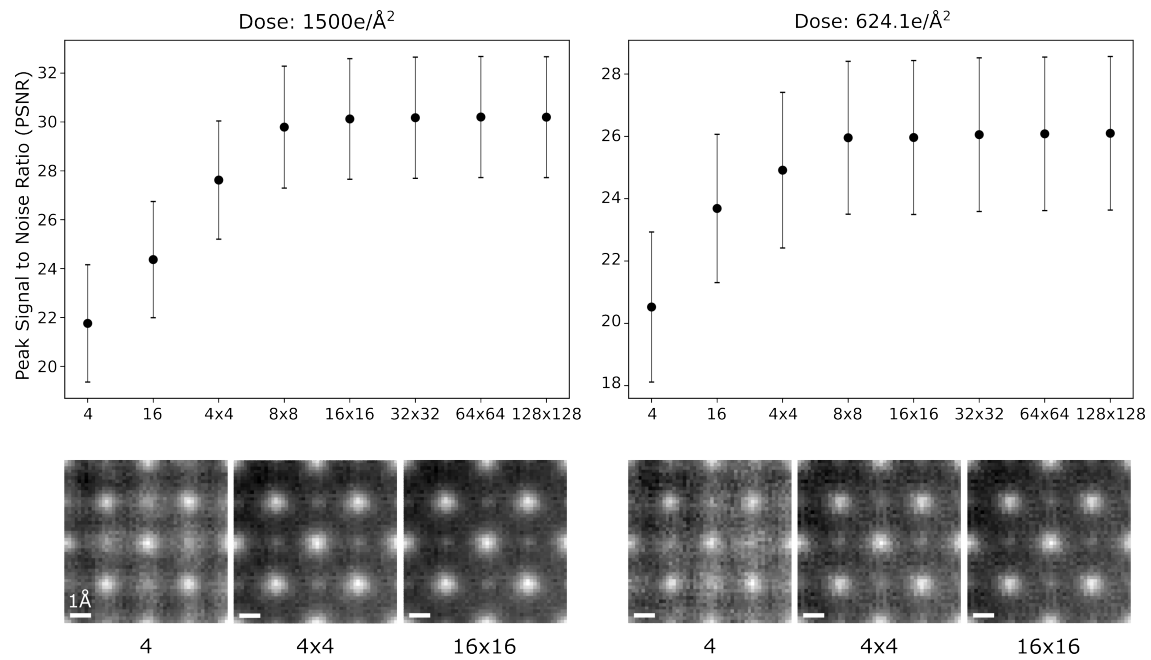 Dose: 1500e/Å²
Peak Signal to Noise Ratio (PSNR)
32
30
28
26
24
22
20
4 16 4x4 8x8 16x16 32x32 64x64 128x128
Dose: 624.1e/Å²
28
26
24
22
20
18
4 16 4x4 8x8 16x16 32x32 64x64 128x128
1Å
4 4x4 16x16
4 4x4 16x16